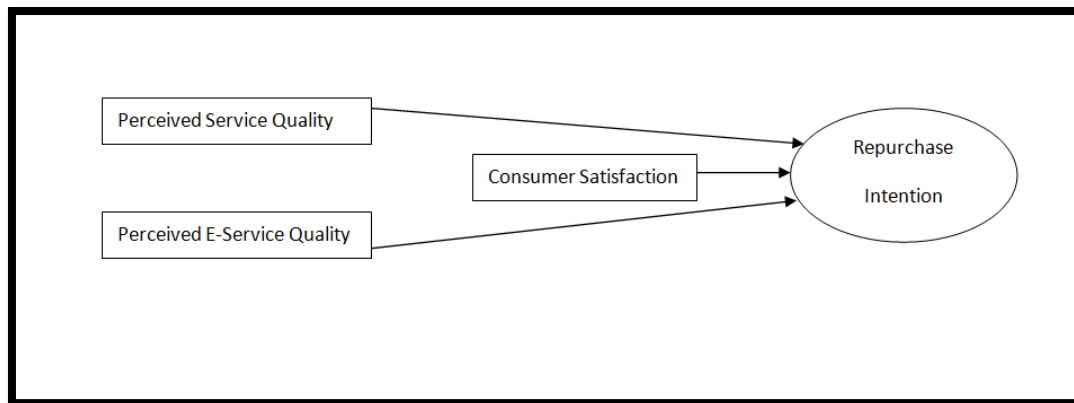 Perceived Service Quality
Repurchase
Consumer Satisfaction
Intention
Perceived E-Service Quality